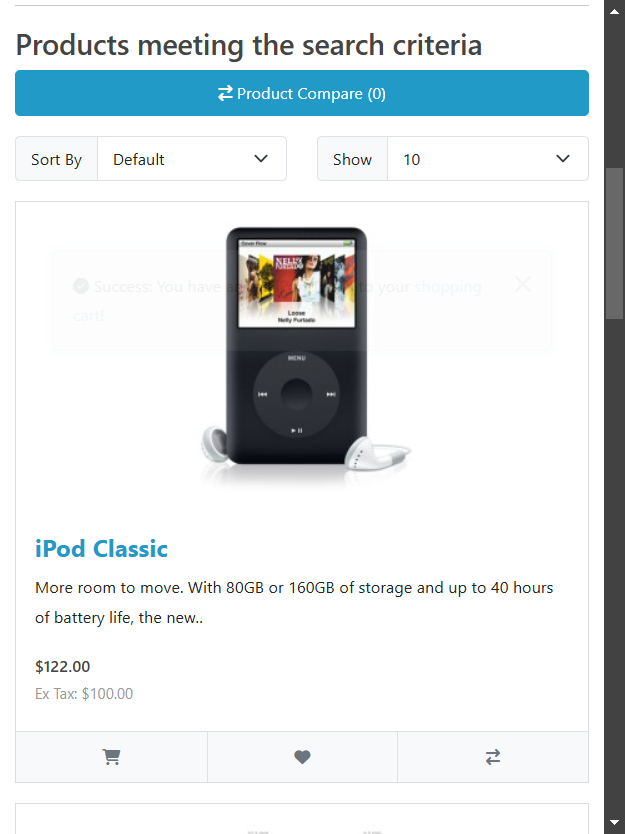 Products meeting the search criteria
Product Compare (0)
Sort By Default Show 10
Cover Flow
NELLY
FURTADO
Success: You have to your shopping
cart!
Loose
Nelly Furtado
MENU
iPod Classic
More room to move. With 80GB or 160GB of storage and up to 40 hours
of battery life, the new..
$122.00
Ex Tax: $100.00